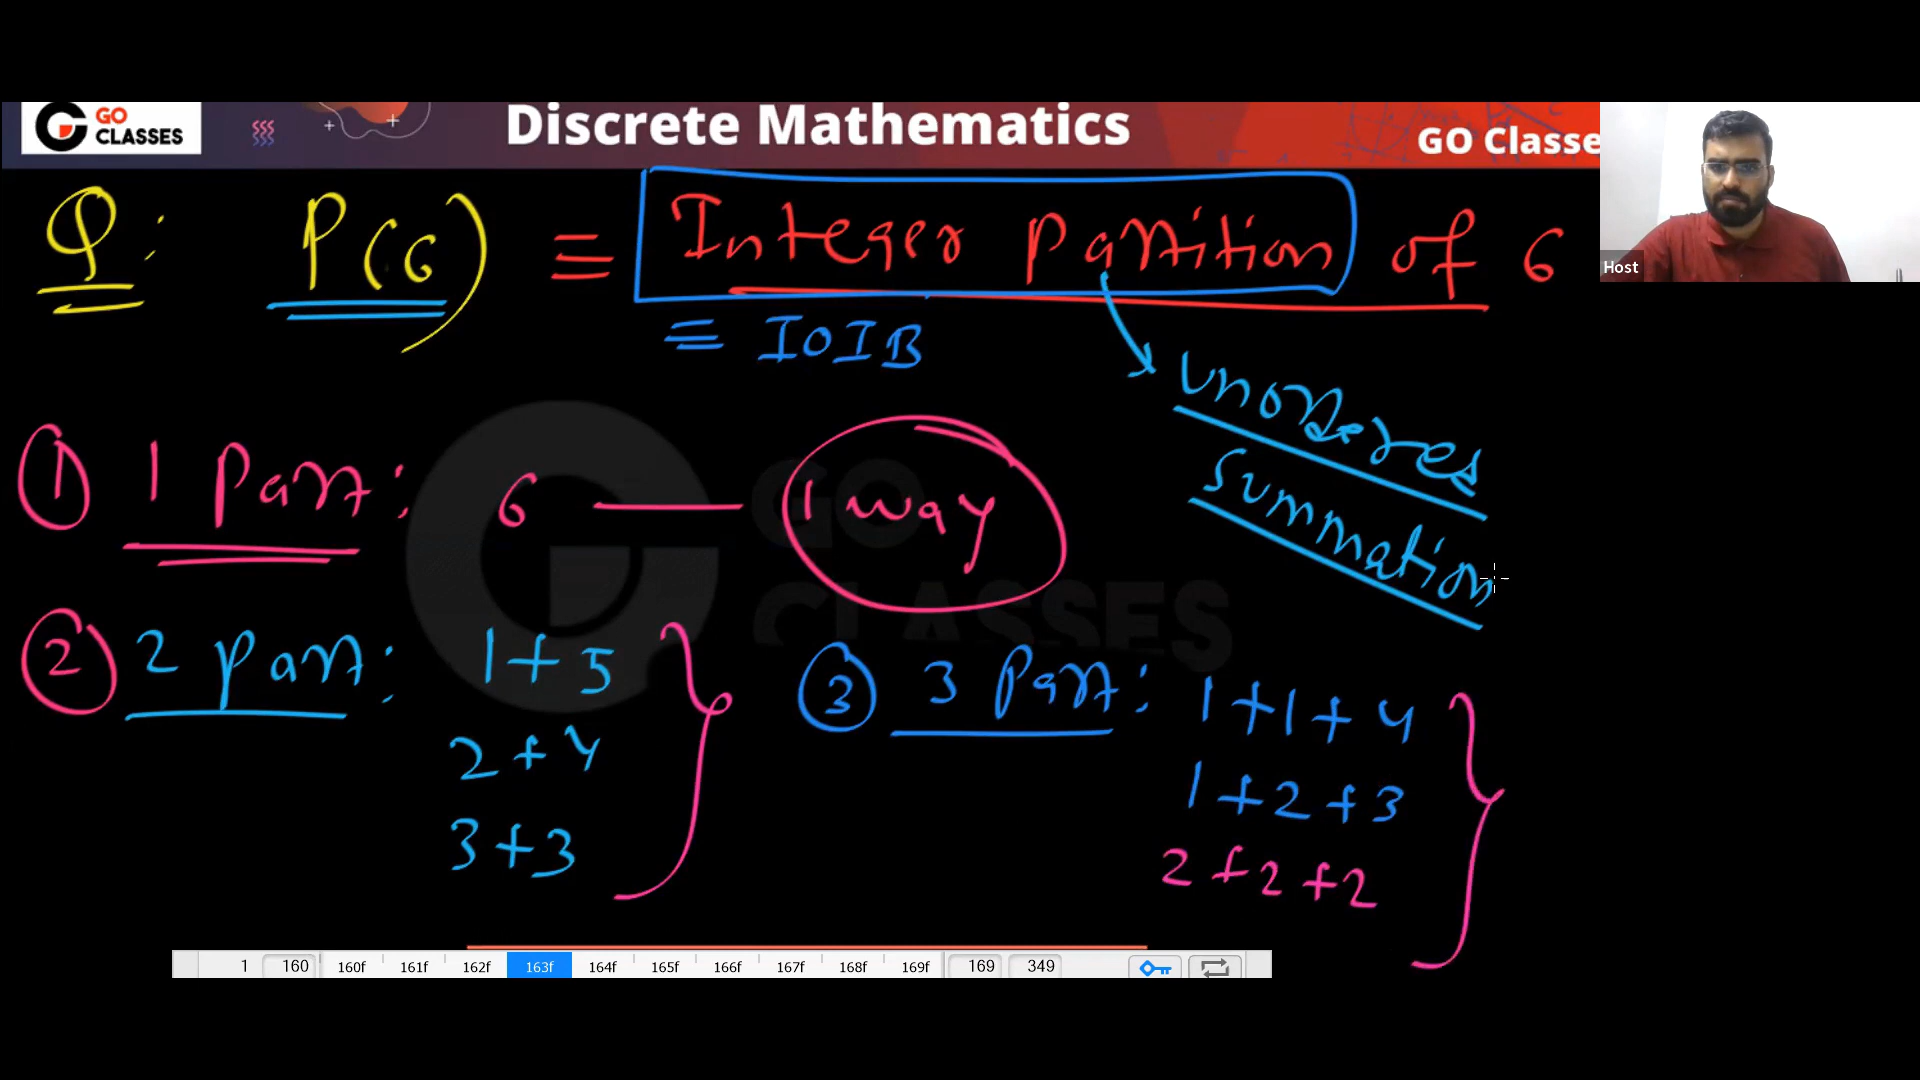 GO CLASSES
Discrete Mathematics
GO Classe
Q: P(6) ≡ Integer Partition of 6
≡ IOIB
Unordered Summation
Host
① 1 Part: 6 — 1 way
GO CLASSES
② 2 part: 1+5
2+4
3+3
③ 3 Part: 1+1+4
1+2+3
2+2+2
1 160 160f 161f 162f 163f 164f 165f 166f 167f 168f 169f 169 349